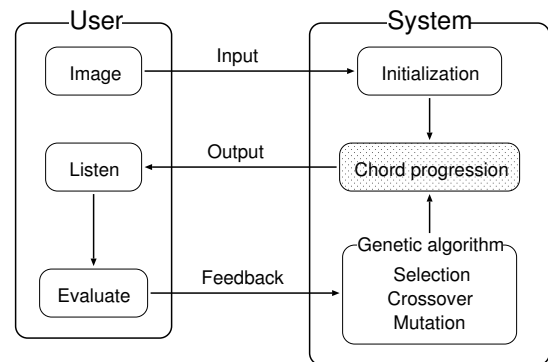 User
System
Image
Input
Initialization
Listen
Output
Chord progression
Genetic algorithm
Evaluate
Feedback
Selection
Crossover
Mutation